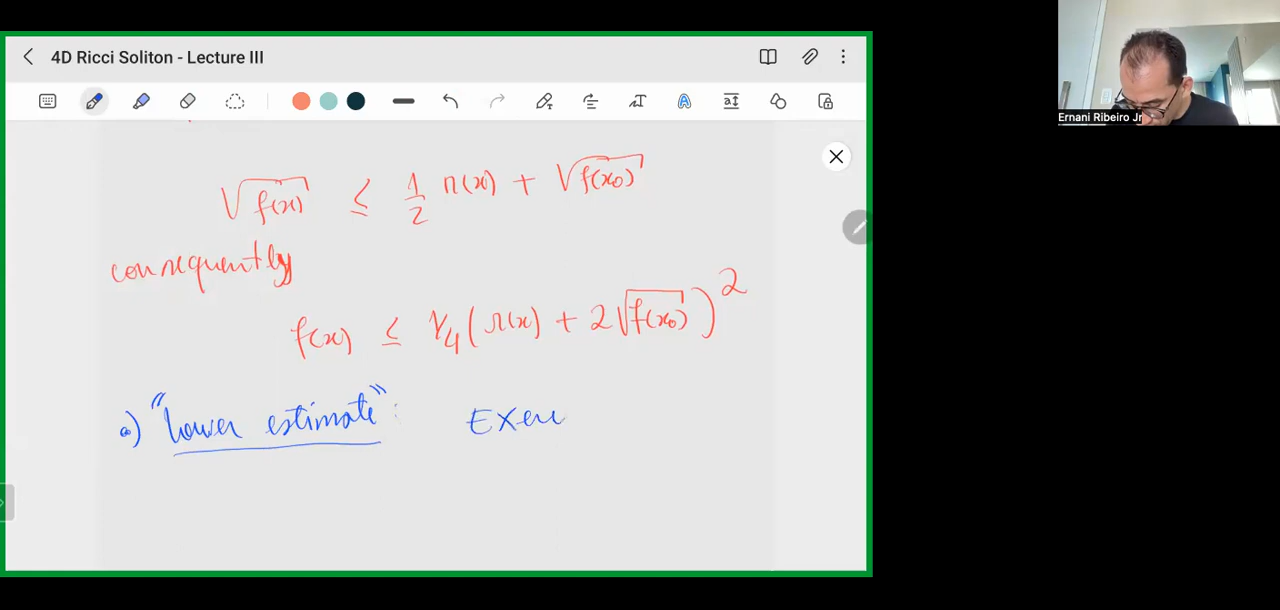 4D Ricci Soliton - Lecture III
Ernani Ribeiro Jr
√f(x) ≤ 1/2 r(x) + √f(x₀)
consequently
f(x) ≤ 1/4 (r(x) + 2√f(x₀))²
•) "Lower estimate": Exerc